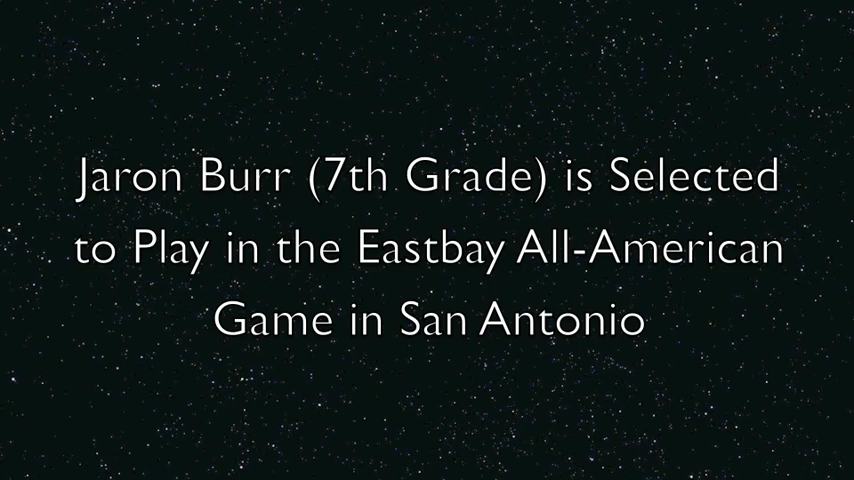 Jaron Burr (7th Grade) is Selected
to Play in the Eastbay All-American
Game in San Antonio